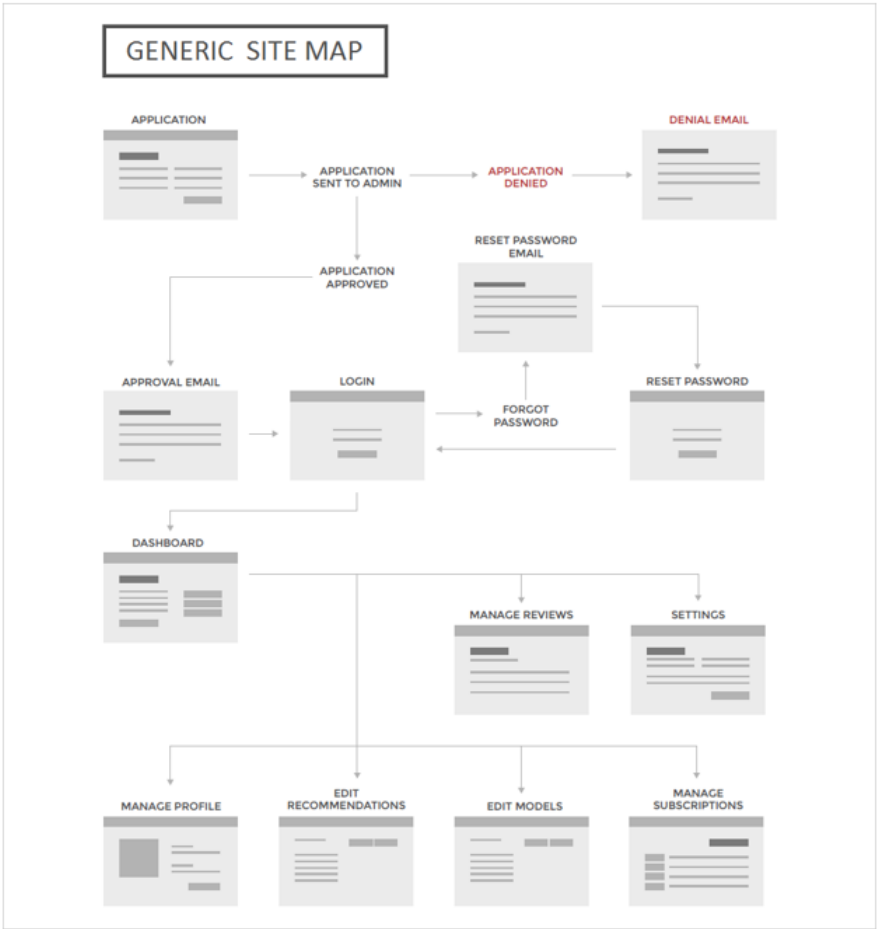 GENERIC SITE MAP
APPLICATION
DENIAL EMAIL
APPLICATION
SENT TO ADMIN
APPLICATION
DENIED
RESET PASSWORD
EMAIL
APPLICATION
APPROVED
APPROVAL EMAIL
LOGIN
RESET PASSWORD
FORGOT
PASSWORD
DASHBOARD
MANAGE REVIEWS
SETTINGS
MANAGE PROFILE
EDIT
RECOMMENDATIONS
EDIT MODELS
MANAGE
SUBSCRIPTIONS